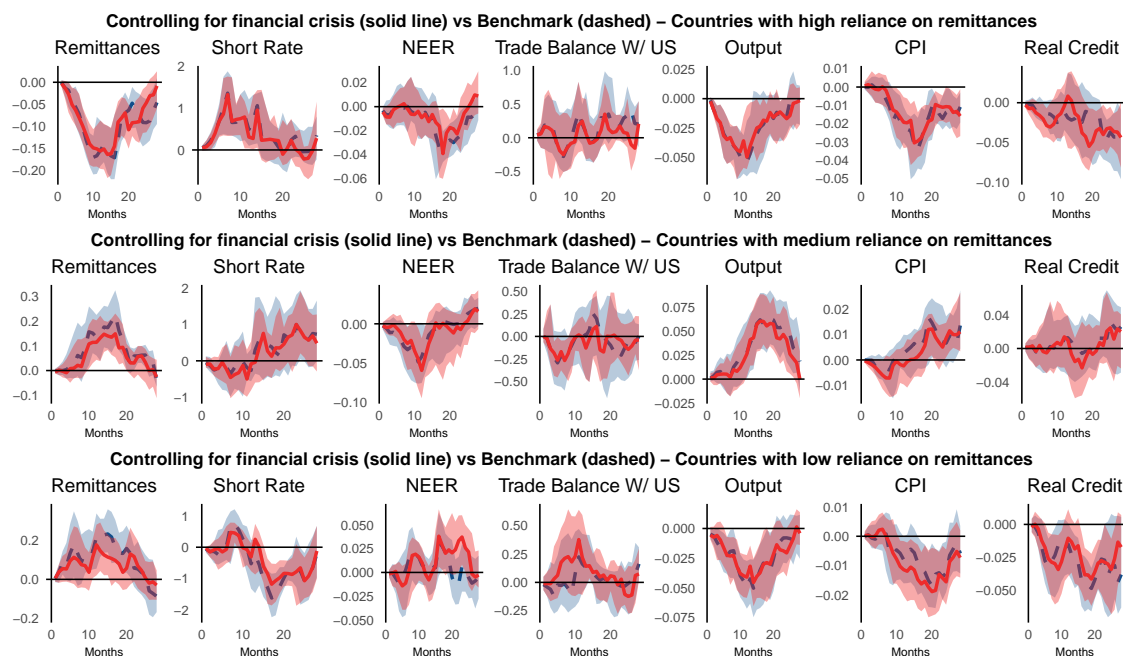 Controlling for financial crisis (solid line) vs Benchmark (dashed) – Countries with high reliance on remittances
Remittances Short Rate NEER Trade Balance W/ US Output CPI Real Credit
0.00 −0.05 −0.10 −0.15 −0.20
2 1 0
0.02 0.00 −0.02 −0.04 −0.06
1.0 0.5 0.0 −0.5
0.025 0.000 −0.025 −0.050
0.01 0.00 −0.01 −0.02 −0.03 −0.04 −0.05
0.00 −0.05 −0.10
0 10 20 0 10 20 0 10 20 0 10 20 0 10 20 0 10 20 0 10 20
Months Months Months Months Months Months Months
Controlling for financial crisis (solid line) vs Benchmark (dashed) – Countries with medium reliance on remittances
Remittances Short Rate NEER Trade Balance W/ US Output CPI Real Credit
0.3 0.2 0.1 0.0 −0.1
2 1 0 −1
0.00 −0.05 −0.10
0.50 0.25 0.00 −0.25 −0.50
0.075 0.050 0.025 0.000 −0.025
0.02 0.01 0.000 −0.01
0.04 0.00 −0.04
0 10 20 0 10 20 0 10 20 0 10 20 0 10 20 0 10 20 0 10 20
Months Months Months Months Months Months Months
Controlling for financial crisis (solid line) vs Benchmark (dashed) – Countries with low reliance on remittances
Remittances Short Rate NEER Trade Balance W/ US Output CPI Real Credit
0.2 0.0 −0.2
1 0 −1 −2
0.050 0.025 0.000 −0.025 −0.050
0.50 0.25 0.00 −0.25
0.000 −0.025 −0.050 −0.075
0.01 0.00 −0.01 −0.02
0.000 −0.025 −0.050
0 10 20 0 10 20 0 10 20 0 10 20 0 10 20 0 10 20 0 10 20
Months Months Months Months Months Months Months